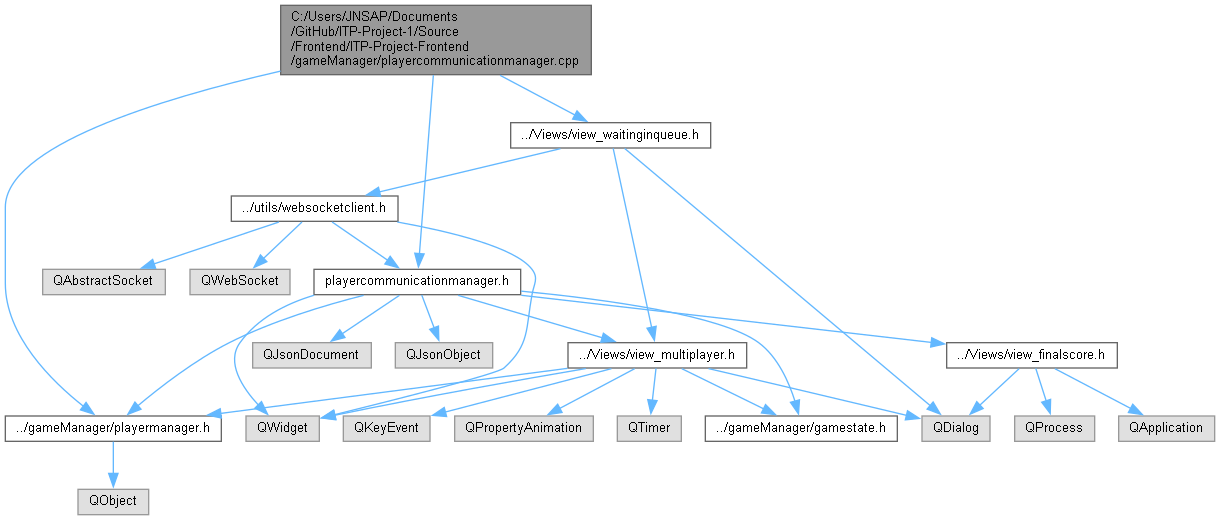 C:/Users/JNSAP/Documents
/GitHub/ITP-Project-1/Source
/Frontend/ITP-Project-Frontend
/gameManager/playercommunicationmanager.cpp
../Views/view_waitinginqueue.h
../utils/websocketclient.h
QAbstractSocket
QWebSocket
playercommunicationmanager.h
QJsonDocument
QJsonObject
../Views/view_multiplayer.h
../Views/view_finalscore.h
../gameManager/playermanager.h
QWidget
QKeyEvent
QPropertyAnimation
QTimer
../gameManager/gamestate.h
QDialog
QProcess
QApplication
QObject